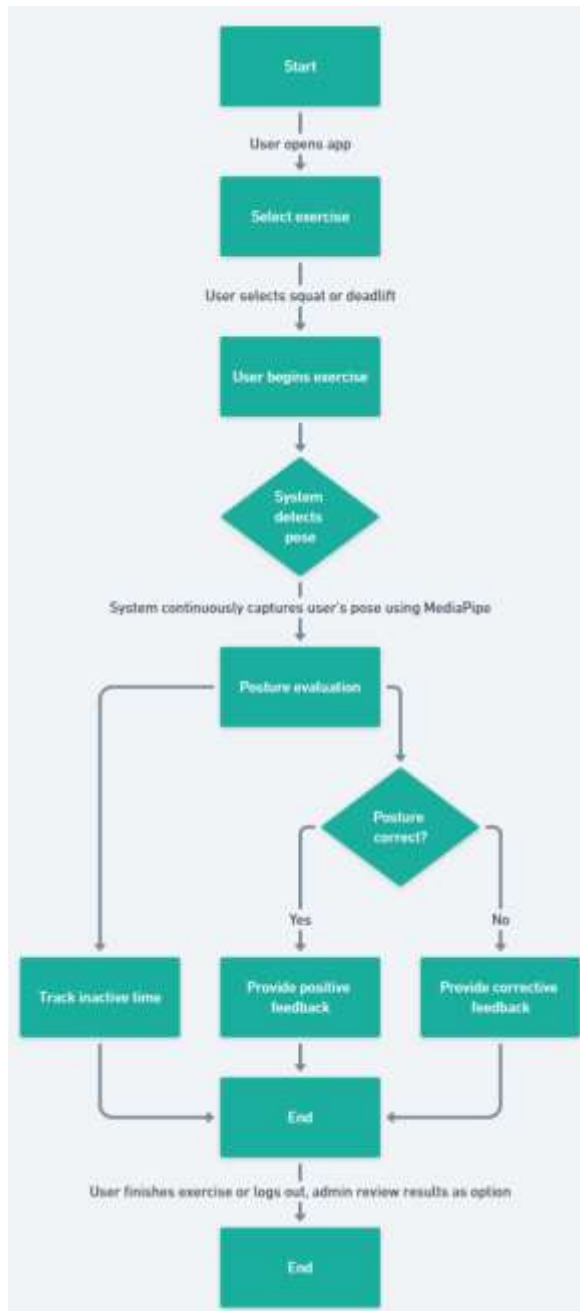 Start
User opens app
Select exercise
User selects squat or deadlift
User begins exercise
System
detects
pose
System continuously captures user's pose using MediaPipe
Posture evaluation
Posture
correct?
Yes
No
Track inactive time
Provide positive
feedback
Provide corrective
feedback
End
User finishes exercise or logs out, admin review results as option
End